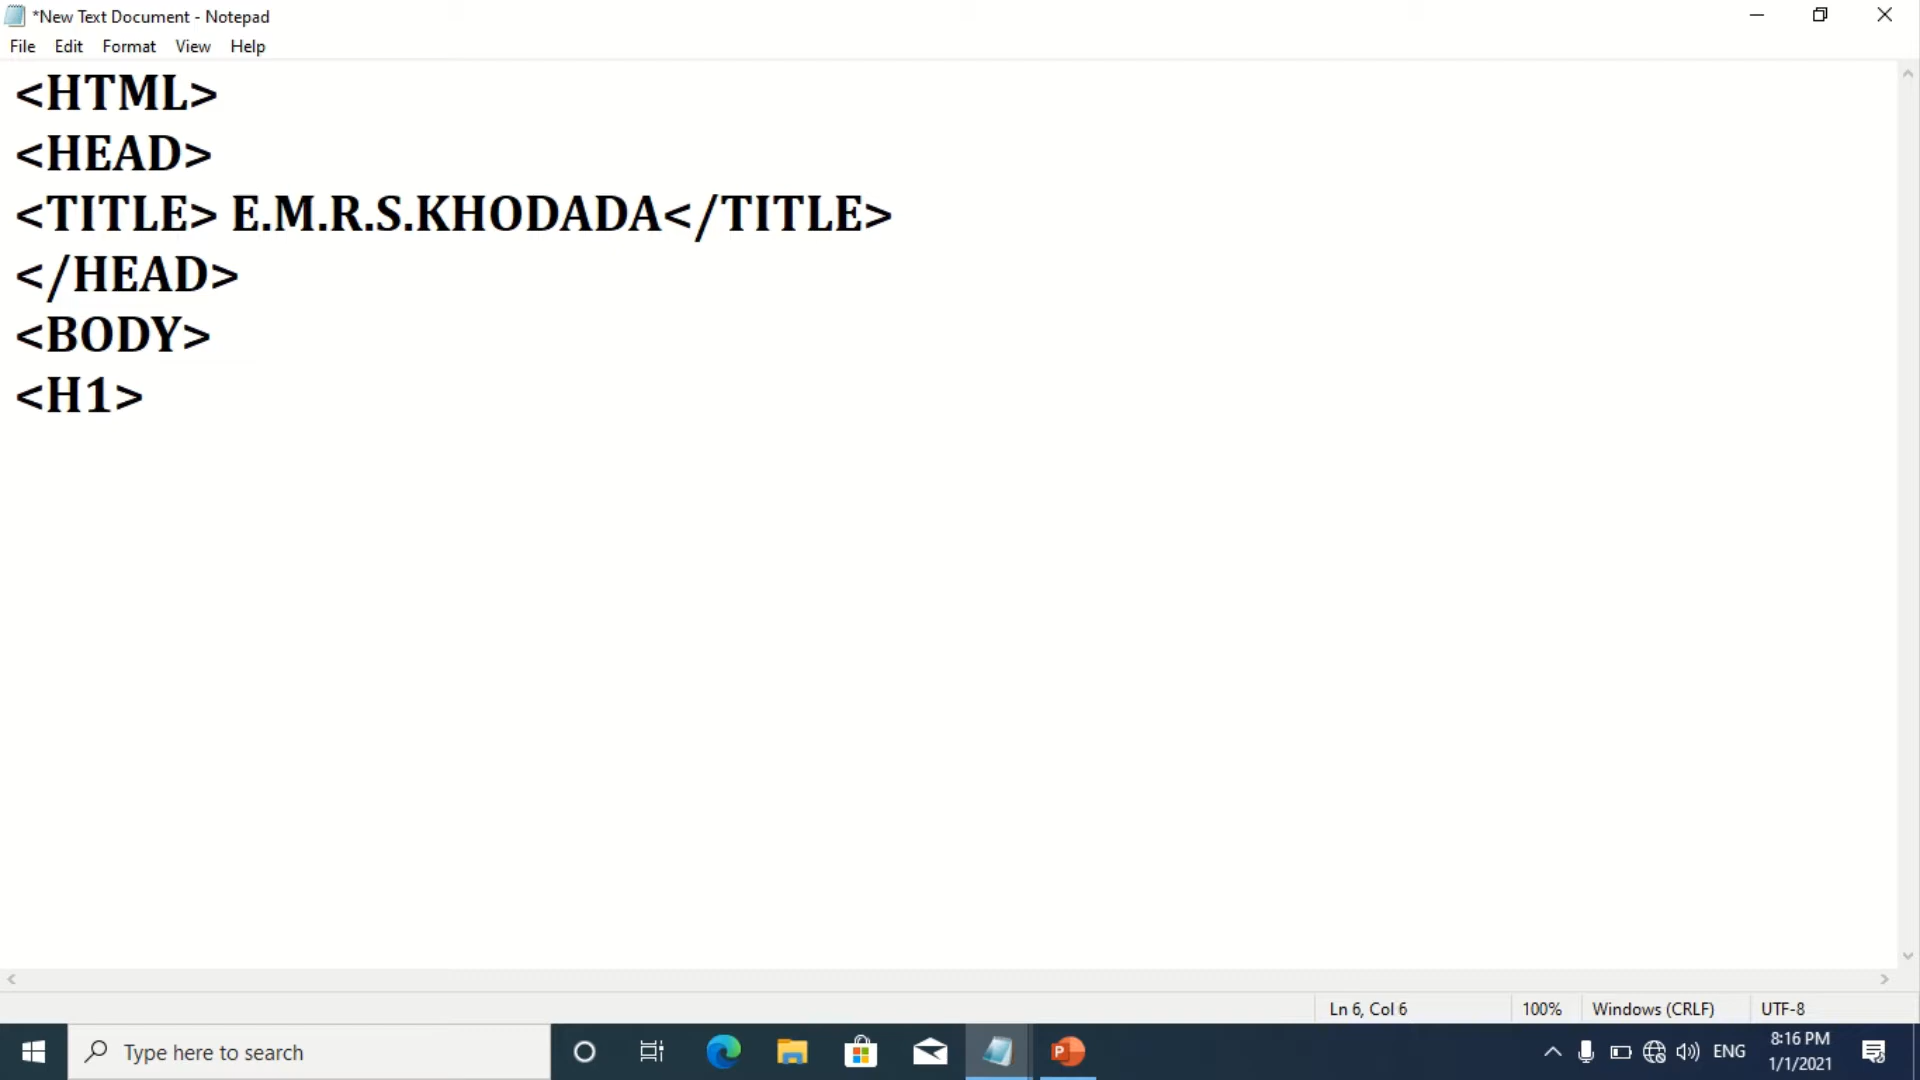 *New Text Document - Notepad
File Edit Format View Help
<HTML>
<HEAD>
<TITLE> E.M.R.S.KHODADA</TITLE>
</HEAD>
<BODY>
<H1>
Ln 6, Col 6 100% Windows (CRLF) UTF-8
Type here to search
ENG
8:16 PM
1/1/2021